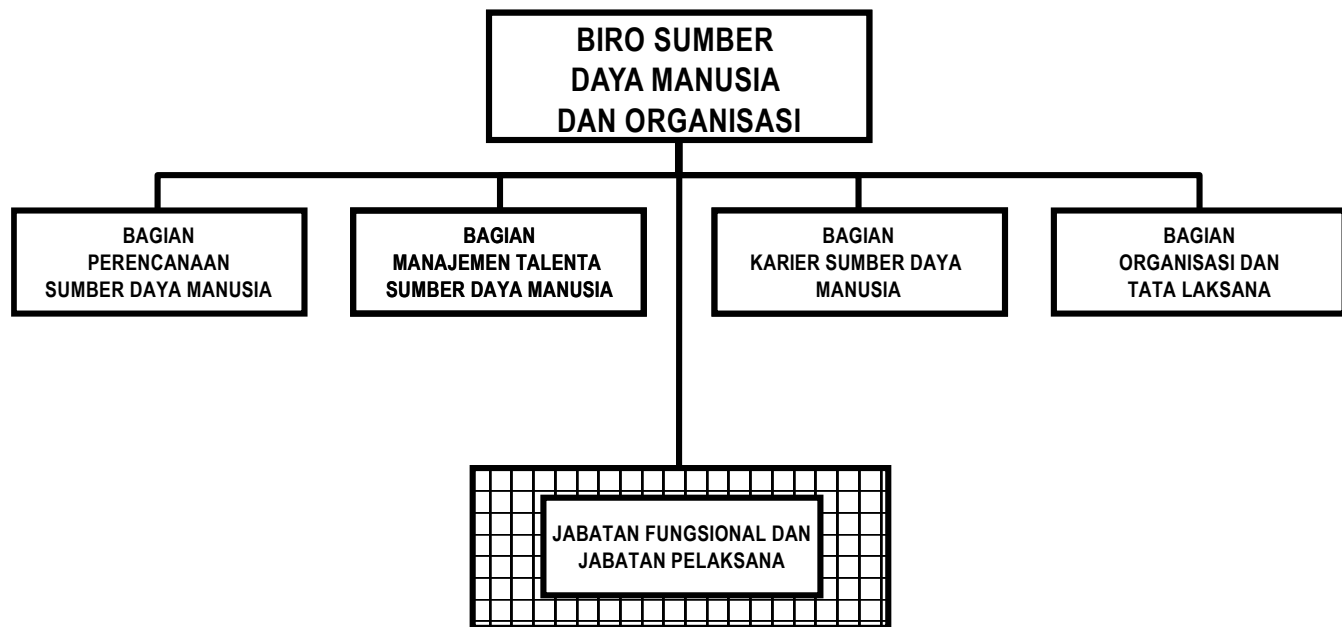 BIRO SUMBER
DAYA MANUSIA
DAN ORGANISASI
BAGIAN
PERENCANAAN
SUMBER DAYA MANUSIA
BAGIAN
MANAJEMEN TALENTA
SUMBER DAYA MANUSIA
BAGIAN
KARIER SUMBER DAYA
MANUSIA
BAGIAN
ORGANISASI DAN
TATA LAKSANA
JABATAN FUNGSIONAL DAN
JABATAN PELAKSANA